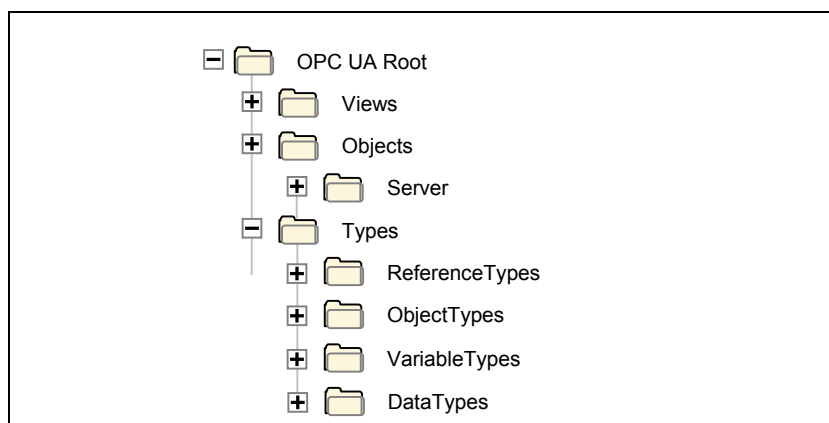 OPC UA Root
Views
Objects
Server
Types
ReferenceTypes
ObjectTypes
VariableTypes
DataTypes